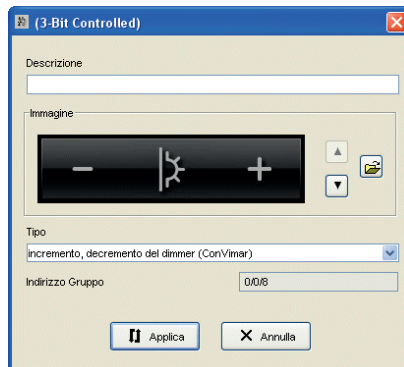 (3-Bit Controlled)
Descrizione
Immagine
Tipo
incremento, decremento del dimmer (ConVimar)
Indirizzo Gruppo 0/0/8
Applica Annulla